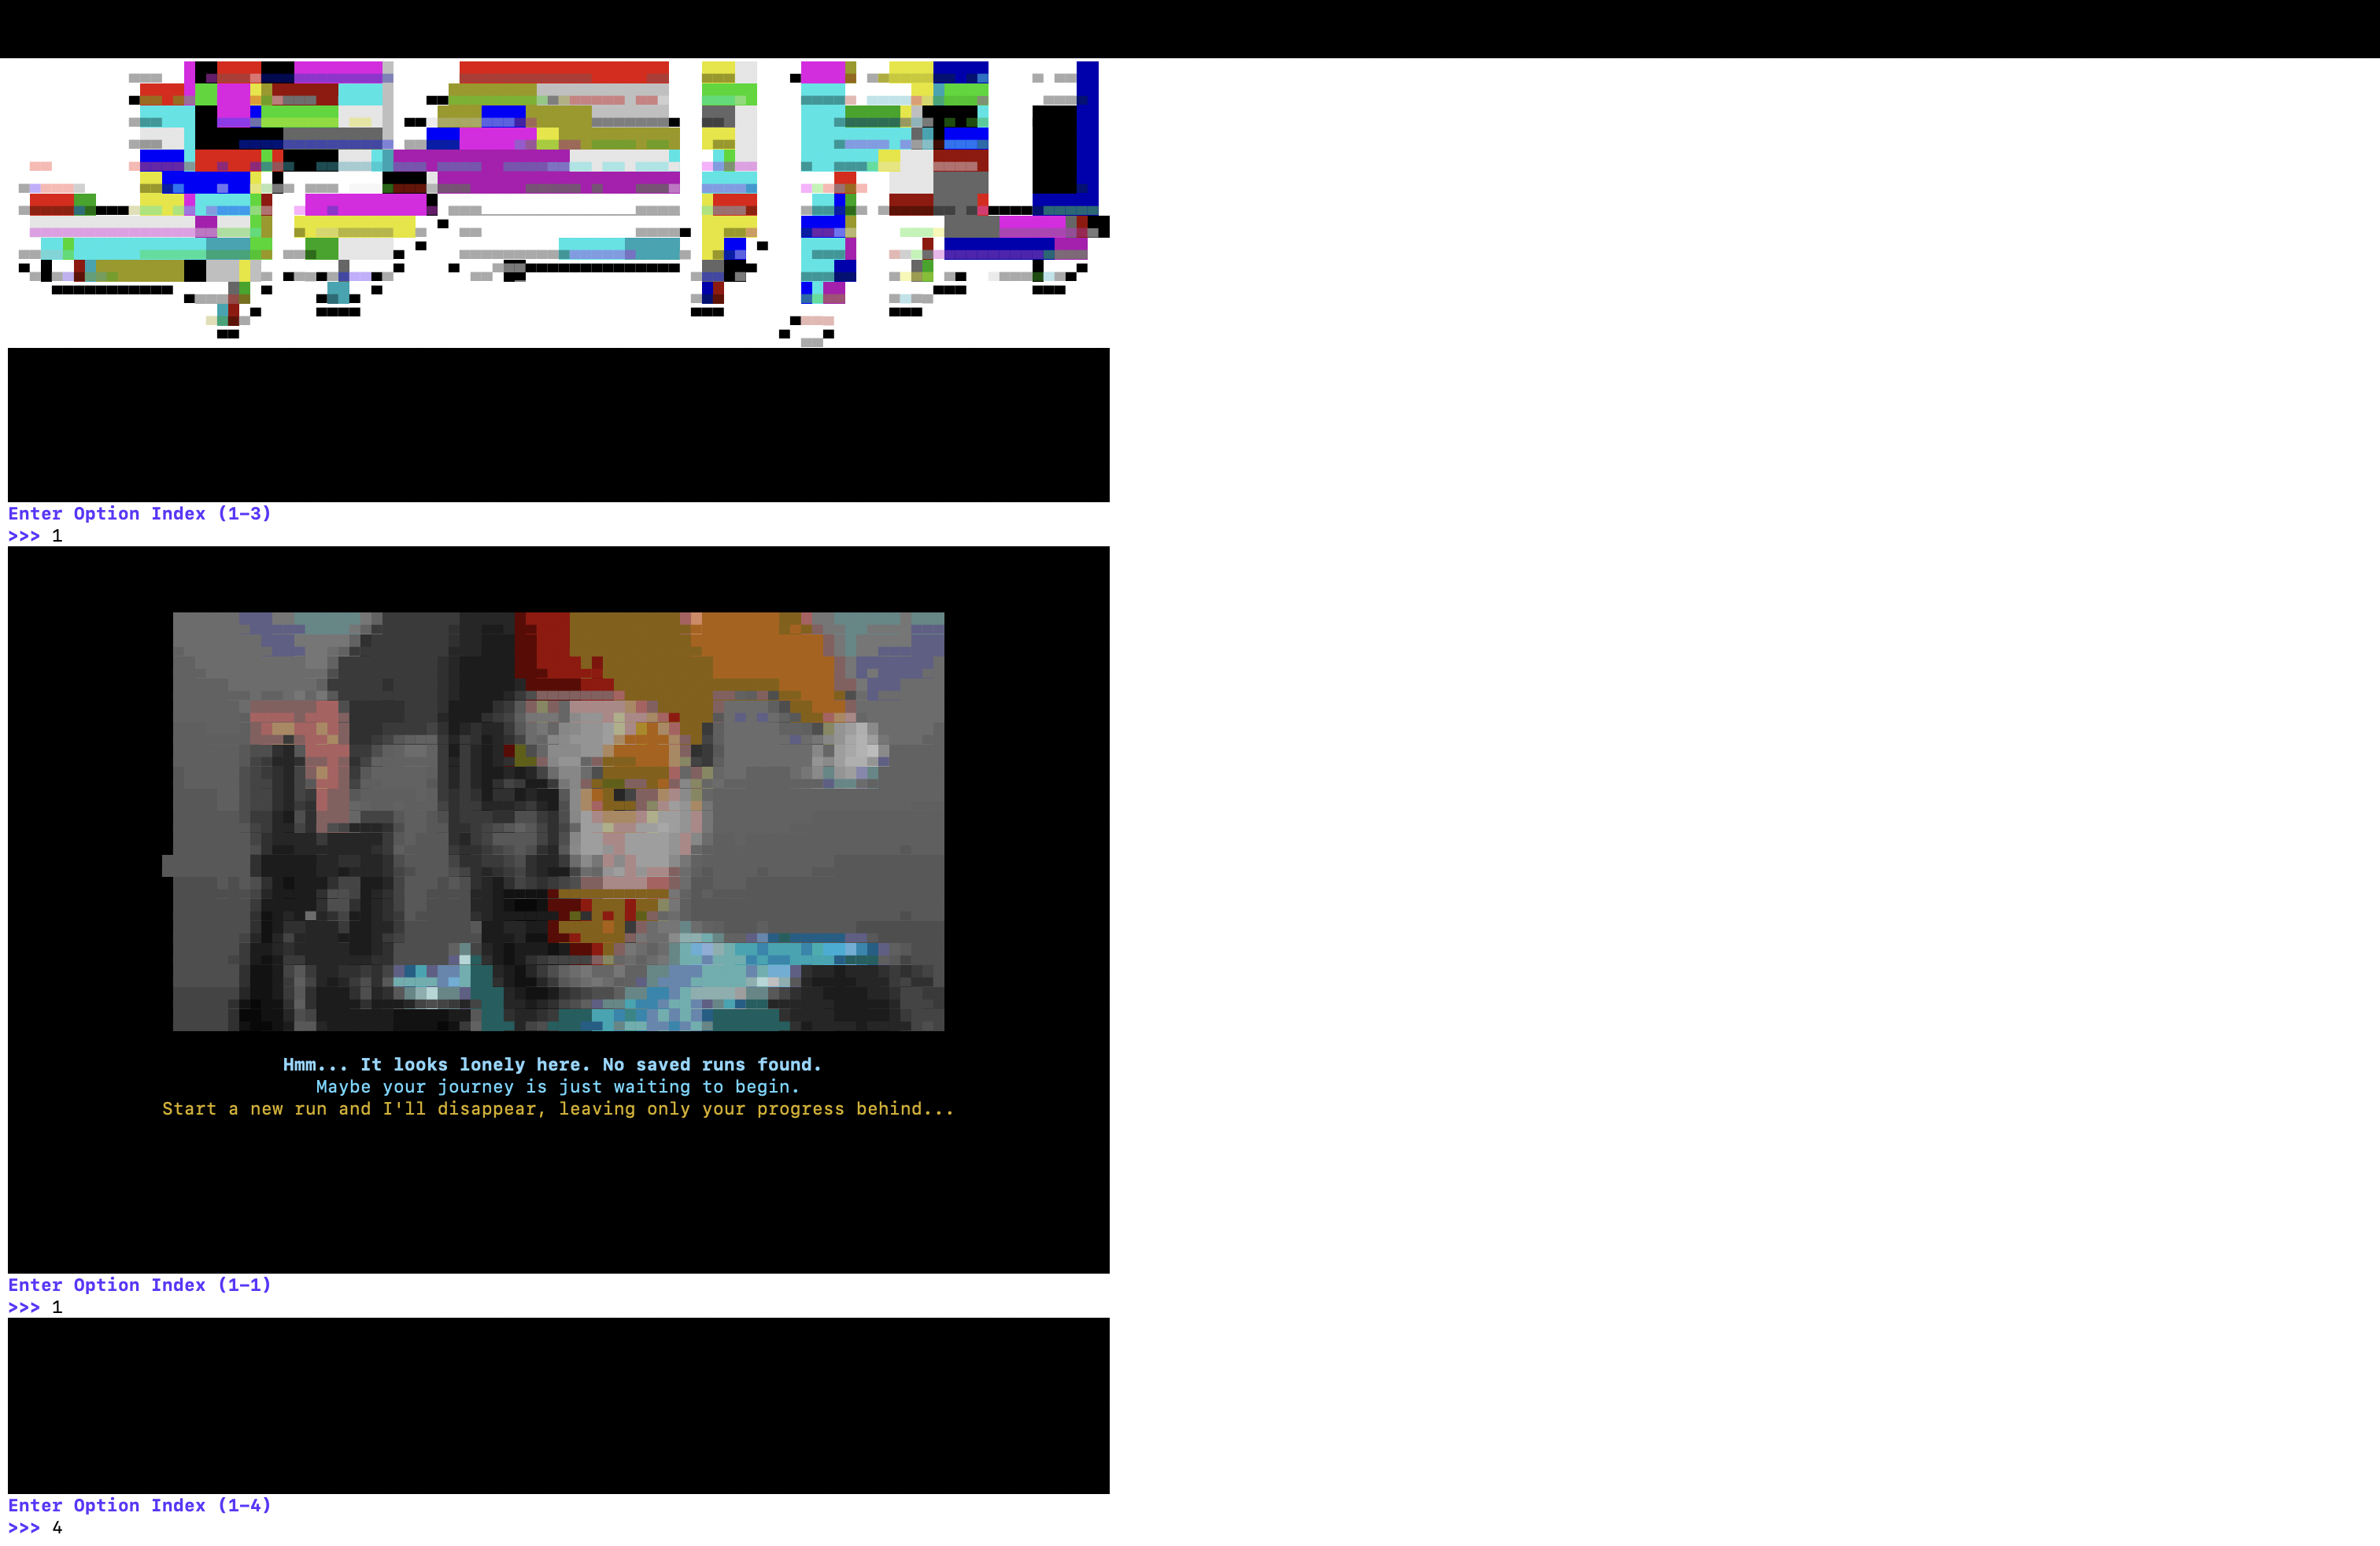 Enter Option Index (1-3)
>>> 1
Hmm... It looks lonely here. No saved runs found.
Maybe your journey is just waiting to begin.
Start a new run and I'll disappear, leaving only your progress behind...
Enter Option Index (1-1)
>>> 1
Enter Option Index (1-4)
>>> 4